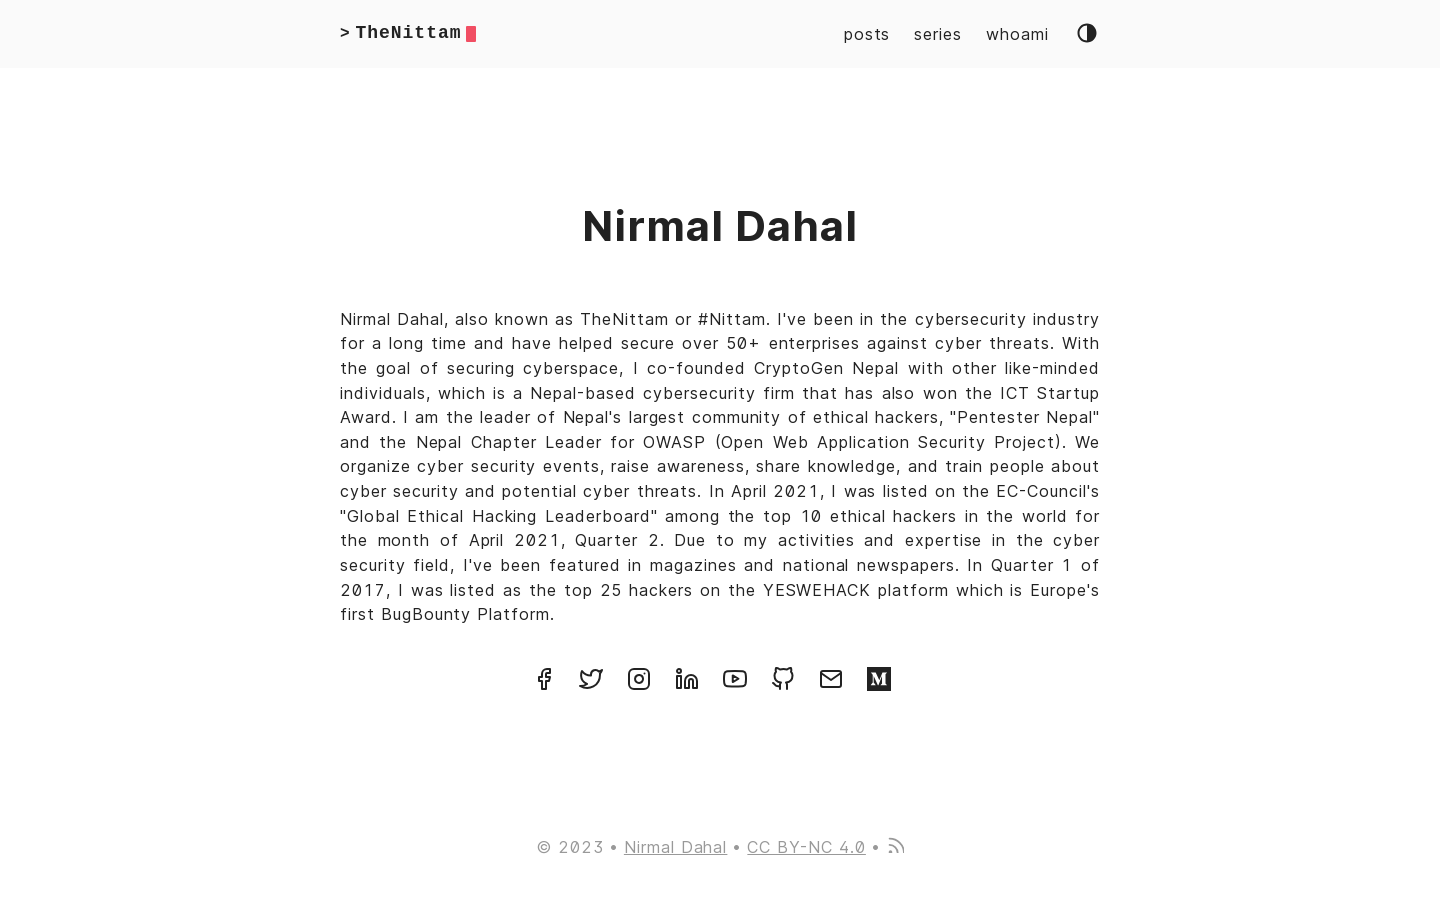 > TheNittam
posts series whoami
Nirmal Dahal
Nirmal Dahal, also known as TheNittam or #Nittam. I've been in the cybersecurity industry
for a long time and have helped secure over 50+ enterprises against cyber threats. With
the goal of securing cyberspace, I co-founded CryptoGen Nepal with other like-minded
individuals, which is a Nepal-based cybersecurity firm that has also won the ICT Startup
Award. I am the leader of Nepal's largest community of ethical hackers, "Pentester Nepal"
and the Nepal Chapter Leader for OWASP (Open Web Application Security Project). We
organize cyber security events, raise awareness, share knowledge, and train people about
cyber security and potential cyber threats. In April 2021, I was listed on the EC-Council's
"Global Ethical Hacking Leaderboard" among the top 10 ethical hackers in the world for
the month of April 2021, Quarter 2. Due to my activities and expertise in the cyber
security field, I've been featured in magazines and national newspapers. In Quarter 1 of
2017, I was listed as the top 25 hackers on the YESWEHACK platform which is Europe's
first BugBounty Platform.
M
© 2023 • Nirmal Dahal • CC BY-NC 4.0 •